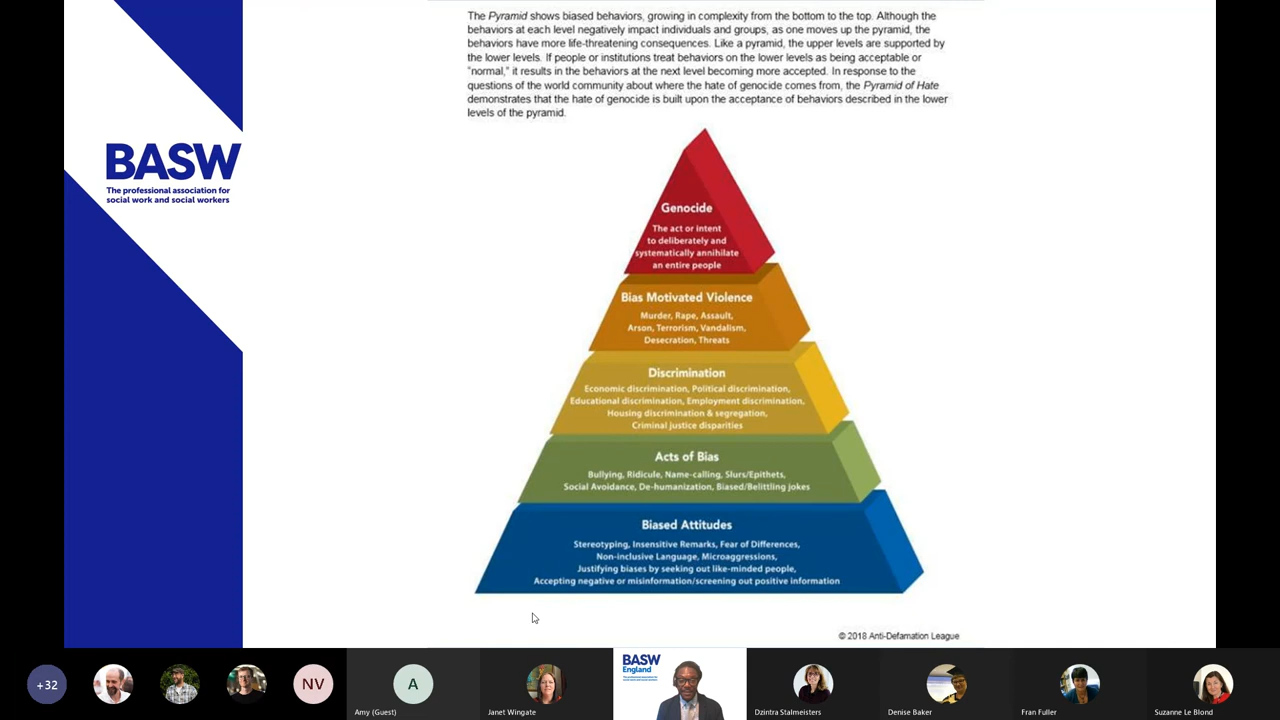 The Pyramid shows biased behaviors, growing in complexity from the bottom to the top. Although the
behaviors at each level negatively impact individuals and groups, as one moves up the pyramid, the
behaviors have more life-threatening consequences. Like a pyramid, the upper levels are supported by
the lower levels. If people or institutions treat behaviors on the lower levels as being acceptable or
"normal," it results in the behaviors at the next level becoming more accepted. In response to the
questions of the world community about where the hate of genocide comes from, the Pyramid of Hate
demonstrates that the hate of genocide is built upon the acceptance of behaviors described in the lower
levels of the pyramid.
BASW
The professional association for
social work and social workers
Genocide
The act or intent
to deliberately and
systematically annihilate
an entire people
Bias Motivated Violence
Murder, Rape, Assault,
Arson, Terrorism, Vandalism,
Desecration, Threats
Discrimination
Economic discrimination, Political discrimination,
Educational discrimination, Employment discrimination,
Housing discrimination & segregation,
Criminal justice disparities
Acts of Bias
Bullying, Ridicule, Name-calling, Slurs/Epithets,
Social Avoidance, De-humanization, Biased/Belittling jokes
Biased Attitudes
Stereotyping, Insensitive Remarks, Fear of Differences,
Non-inclusive Language, Microaggressions,
Justifying biases by seeking out like-minded people,
Accepting negative or misinformation/screening out positive information
© 2018 Anti-Defamation League
+32
NV
A
Amy (Guest)
Janet Wingate
BASW
England
Dzintra Stalmeisters
Denise Baker
Fran Fuller
Suzanne Le Blond